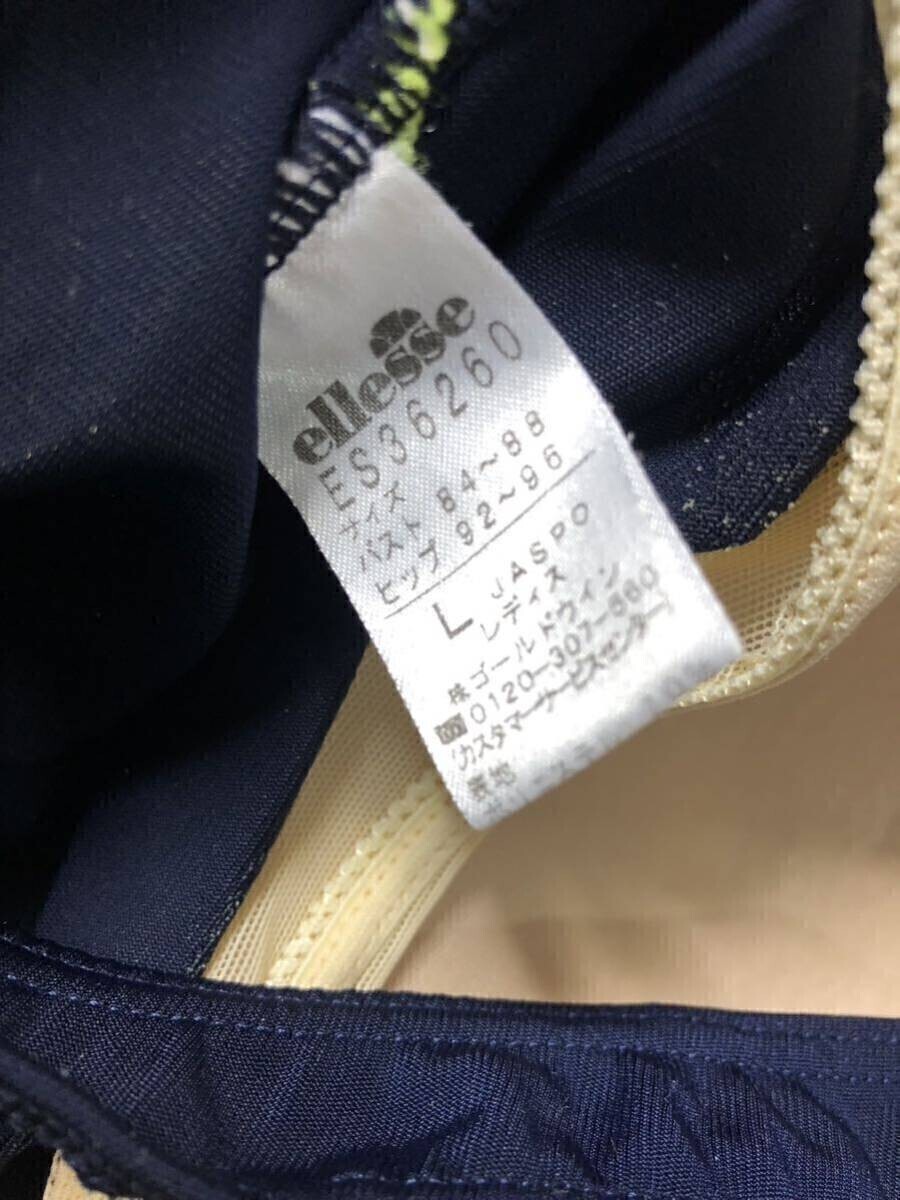 ellesse
ES36260
サイズ
バスト 84~88
ヒップ 92~96
L JASPO
レディス
株 ゴールドウイン
0120-307-560
(カスタマーサービスセンター)
表地